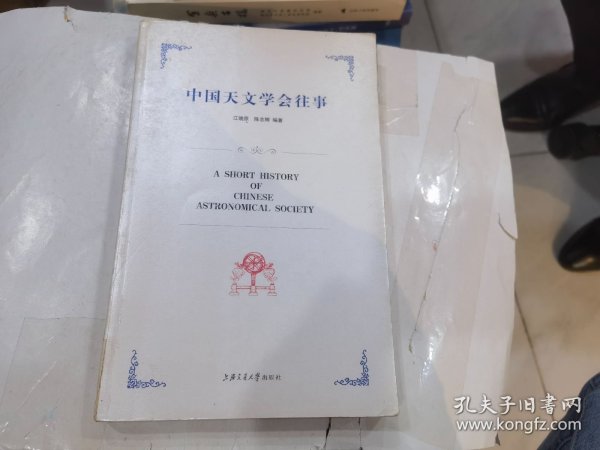 中国天文学会往事
江晓原 陈志辉 编著
A SHORT HISTORY
OF
CHINESE
ASTRONOMICAL SOCIETY
上海交通大学出版社
孔夫子旧书网
www.kongfz.com